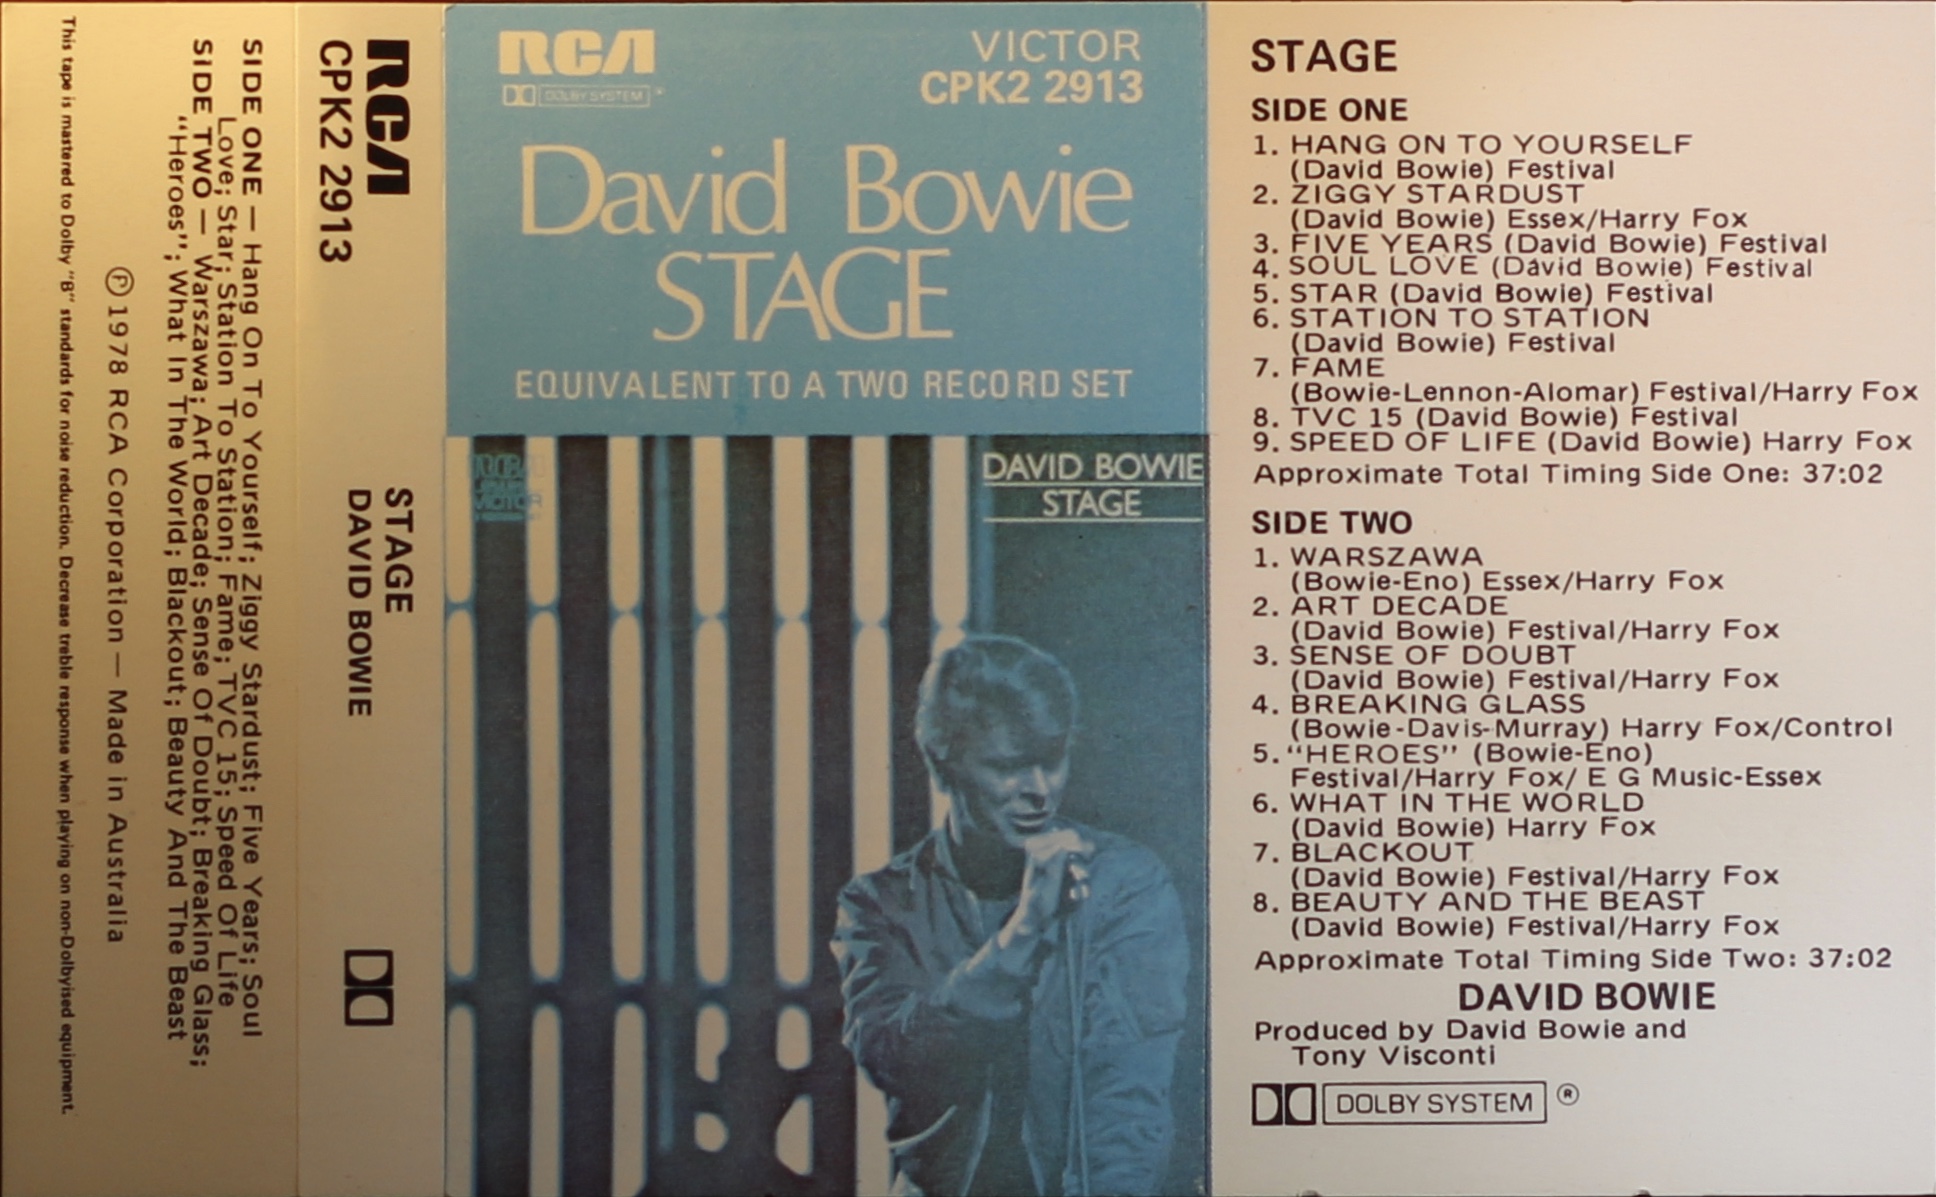 This tape is mastered to Dolby "B" standards for noise reduction. Decrease treble response when playing on non-Dolbyised equipment.
Ⓟ 1978 RCA Corporation — Made in Australia
SIDE ONE — Hang On To Yourself; Ziggy Stardust; Five Years; Soul
Love; Star; Station To Station; Fame; TVC 15; Speed Of Life
SIDE TWO — Warszawa; Art Decade; Sense Of Doubt; Breaking Glass;
"Heroes"; What In The World; Blackout; Beauty And The Beast
RCA
CPK2 2913
STAGE
DAVID BOWIE
RCA
DOLBY SYSTEM ®
VICTOR
CPK2 2913
David Bowie
STAGE
EQUIVALENT TO A TWO RECORD SET
DAVID BOWIE
STAGE
STAGE
SIDE ONE
1. HANG ON TO YOURSELF
(David Bowie) Festival
2. ZIGGY STARDUST
(David Bowie) Essex/Harry Fox
3. FIVE YEARS (David Bowie) Festival
4. SOUL LOVE (David Bowie) Festival
5. STAR (David Bowie) Festival
6. STATION TO STATION
(David Bowie) Festival
7. FAME
(Bowie-Lennon-Alomar) Festival/Harry Fox
8. TVC 15 (David Bowie) Festival
9. SPEED OF LIFE (David Bowie) Harry Fox
Approximate Total Timing Side One: 37:02
SIDE TWO
1. WARSZAWA
(Bowie-Eno) Essex/Harry Fox
2. ART DECADE
(David Bowie) Festival/Harry Fox
3. SENSE OF DOUBT
(David Bowie) Festival/Harry Fox
4. BREAKING GLASS
(Bowie-Davis-Murray) Harry Fox/Control
5. "HEROES" (Bowie-Eno)
Festival/Harry Fox/ E G Music-Essex
6. WHAT IN THE WORLD
(David Bowie) Harry Fox
7. BLACKOUT
(David Bowie) Festival/Harry Fox
8. BEAUTY AND THE BEAST
(David Bowie) Festival/Harry Fox
Approximate Total Timing Side Two: 37:02
DAVID BOWIE
Produced by David Bowie and
Tony Visconti
DOLBY SYSTEM ®